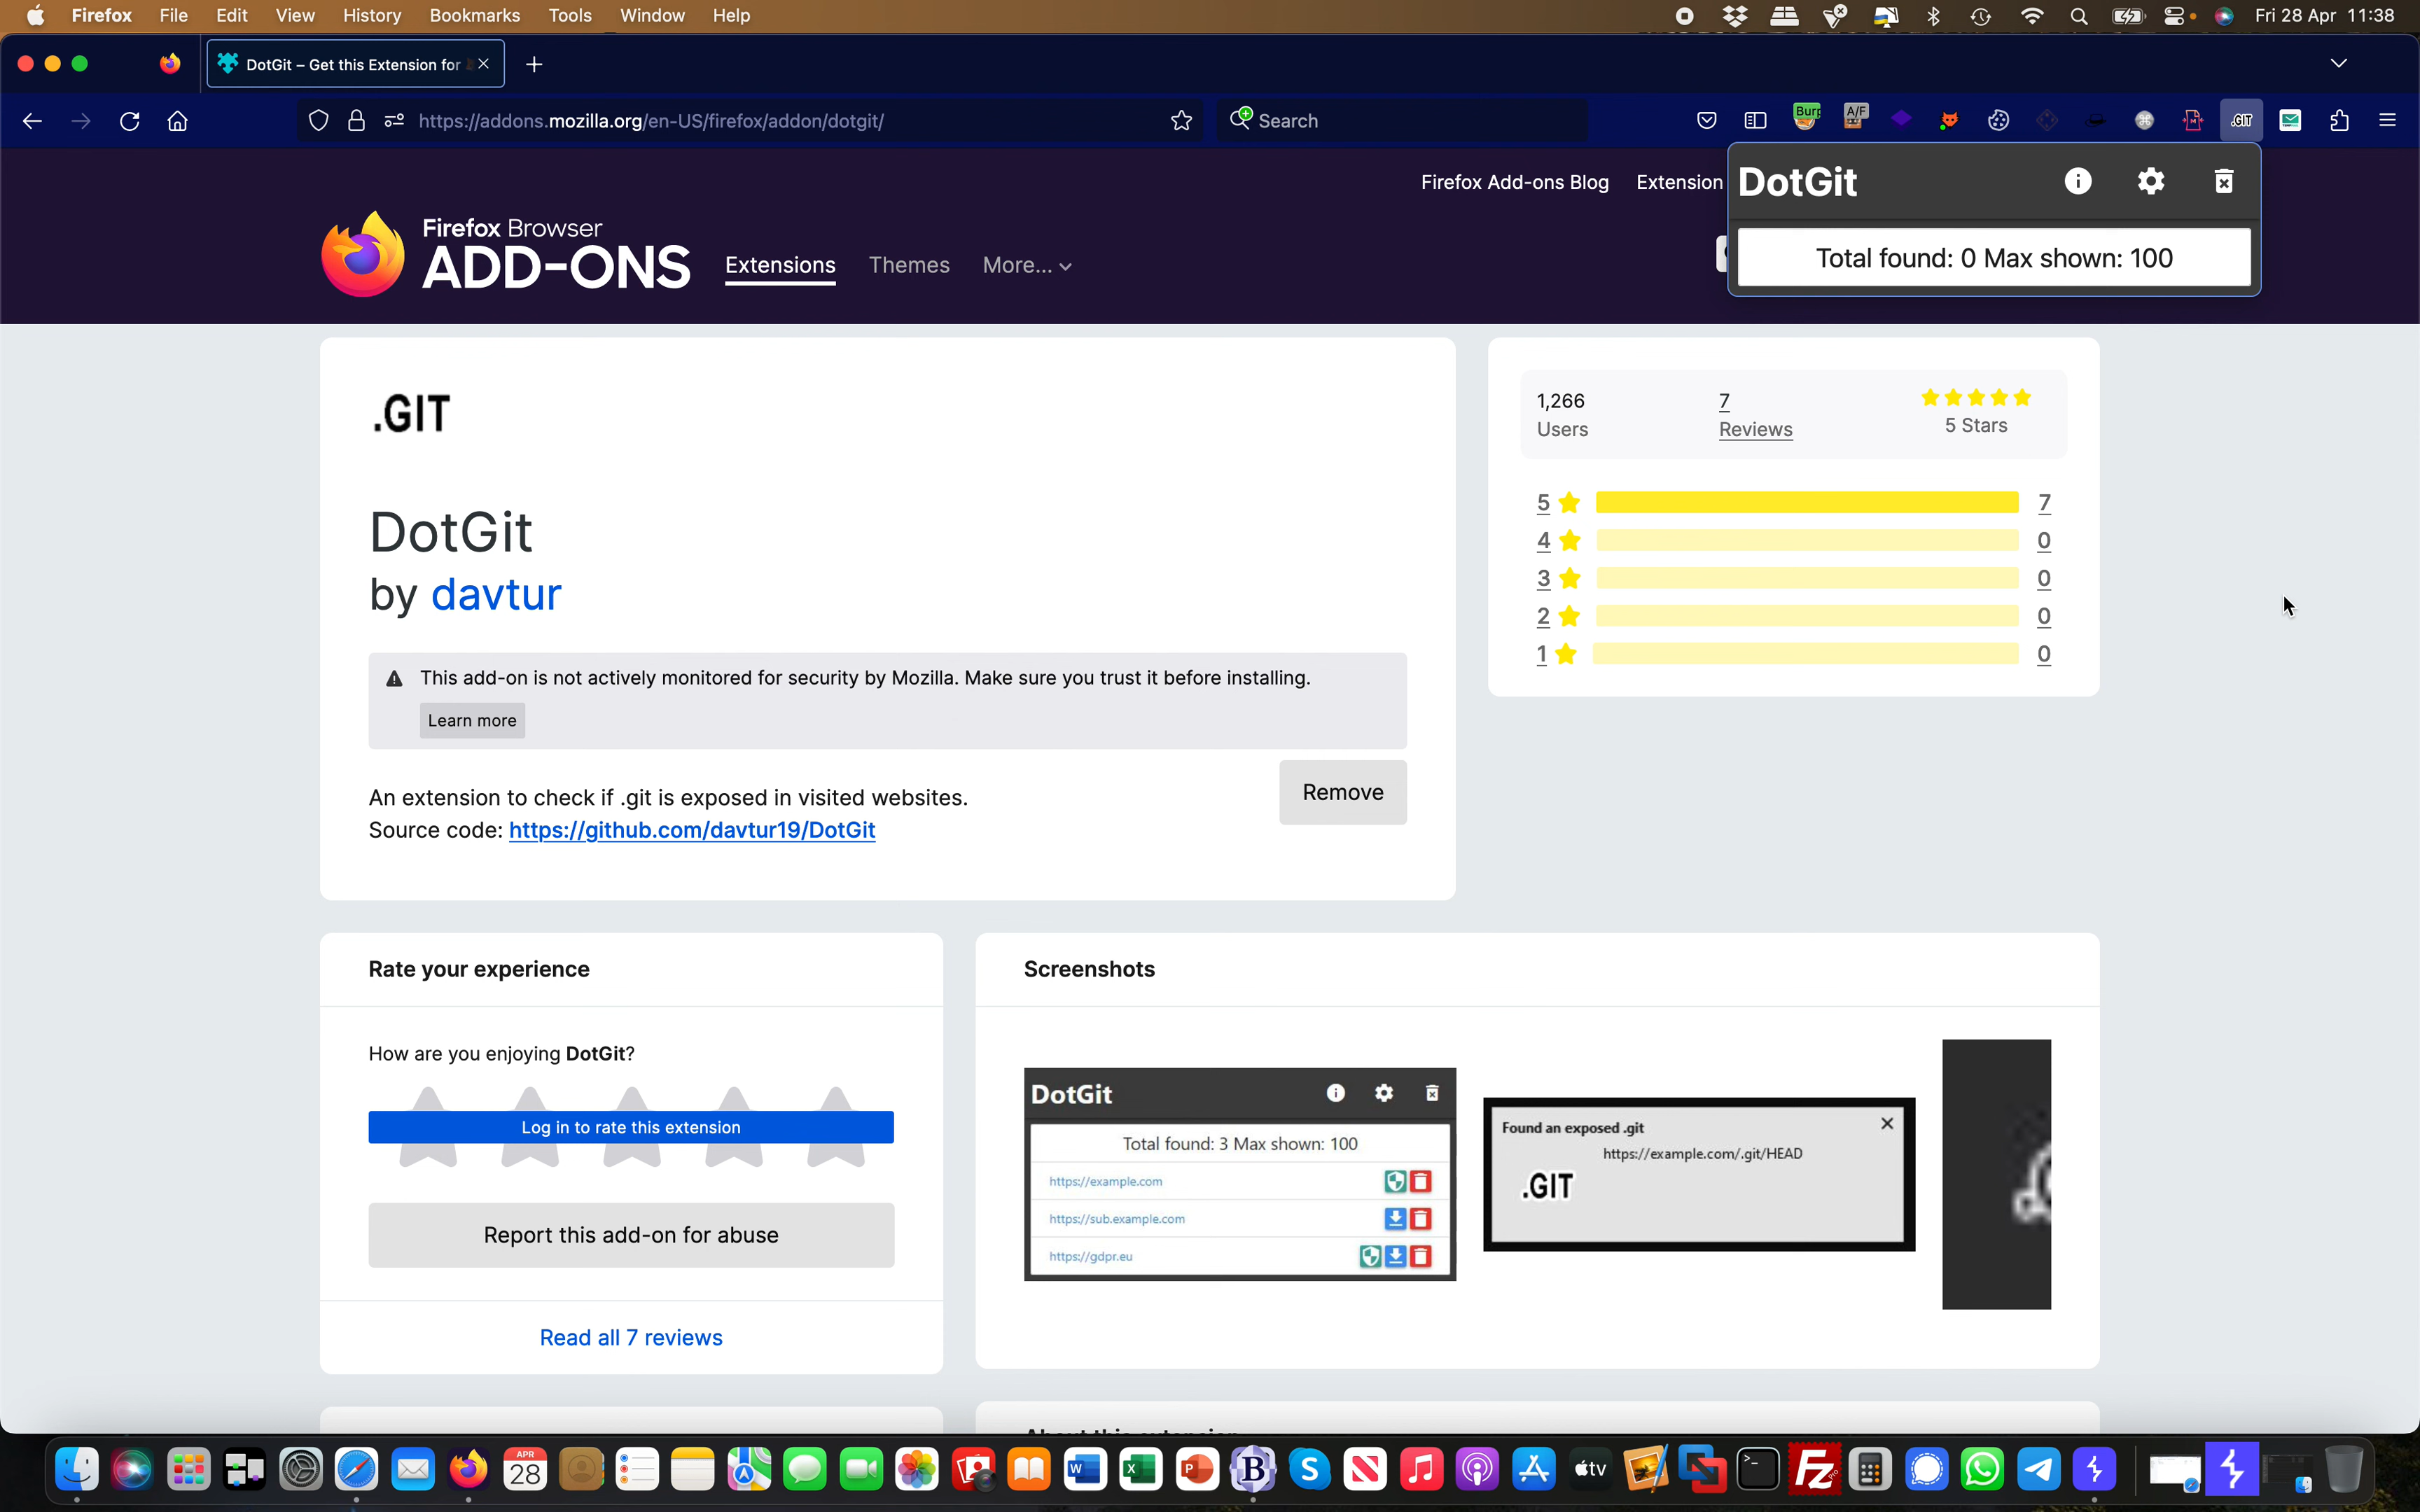 Firefox File Edit View History Bookmarks Tools Window Help
Fri 28 Apr 11:38
DotGit – Get this Extension for
https://addons.mozilla.org/en-US/firefox/addon/dotgit/
Search
Burp
A/F
.GIT
Firefox Add-ons Blog Extension
DotGit
Total found: 0 Max shown: 100
Firefox Browser
ADD-ONS
Extensions Themes More...
.GIT
DotGit
by davtur
This add-on is not actively monitored for security by Mozilla. Make sure you trust it before installing.
Learn more
An extension to check if .git is exposed in visited websites.
Source code: https://github.com/davtur19/DotGit
Remove
1,266
Users
7
Reviews
5 Stars
5 7
4 0
3 0
2 0
1 0
Rate your experience
How are you enjoying DotGit?
Log in to rate this extension
Report this add-on for abuse
Read all 7 reviews
Screenshots
DotGit
Total found: 3 Max shown: 100
https://example.com
https://sub.example.com
https://gdpr.eu
Found an exposed .git
https://example.com/.git/HEAD
.GIT
About this extension
APR
28
tv